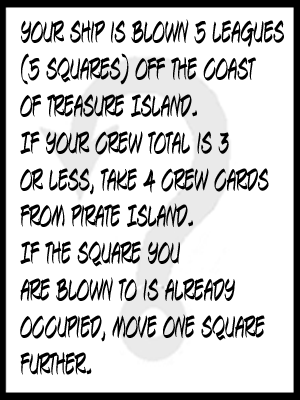 YOUR SHIP IS BLOWN 5 LEAGUES
(5 SQUARES) OFF THE COAST
OF TREASURE ISLAND.
IF YOUR CREW TOTAL IS 3
OR LESS, TAKE 4 CREW CARDS
FROM PIRATE ISLAND.
IF THE SQUARE YOU
ARE BLOWN TO IS ALREADY
OCCUPIED, MOVE ONE SQUARE
FURTHER.